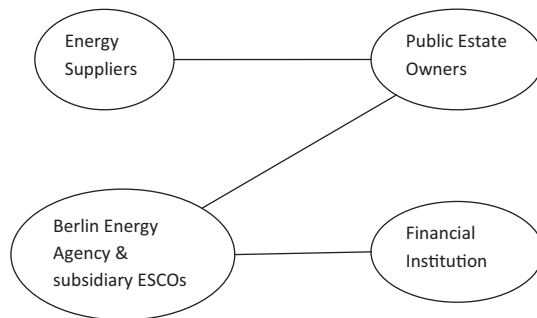 Energy
Suppliers
Public Estate
Owners
Berlin Energy
Agency &
subsidiary ESCOs
Financial
Institution